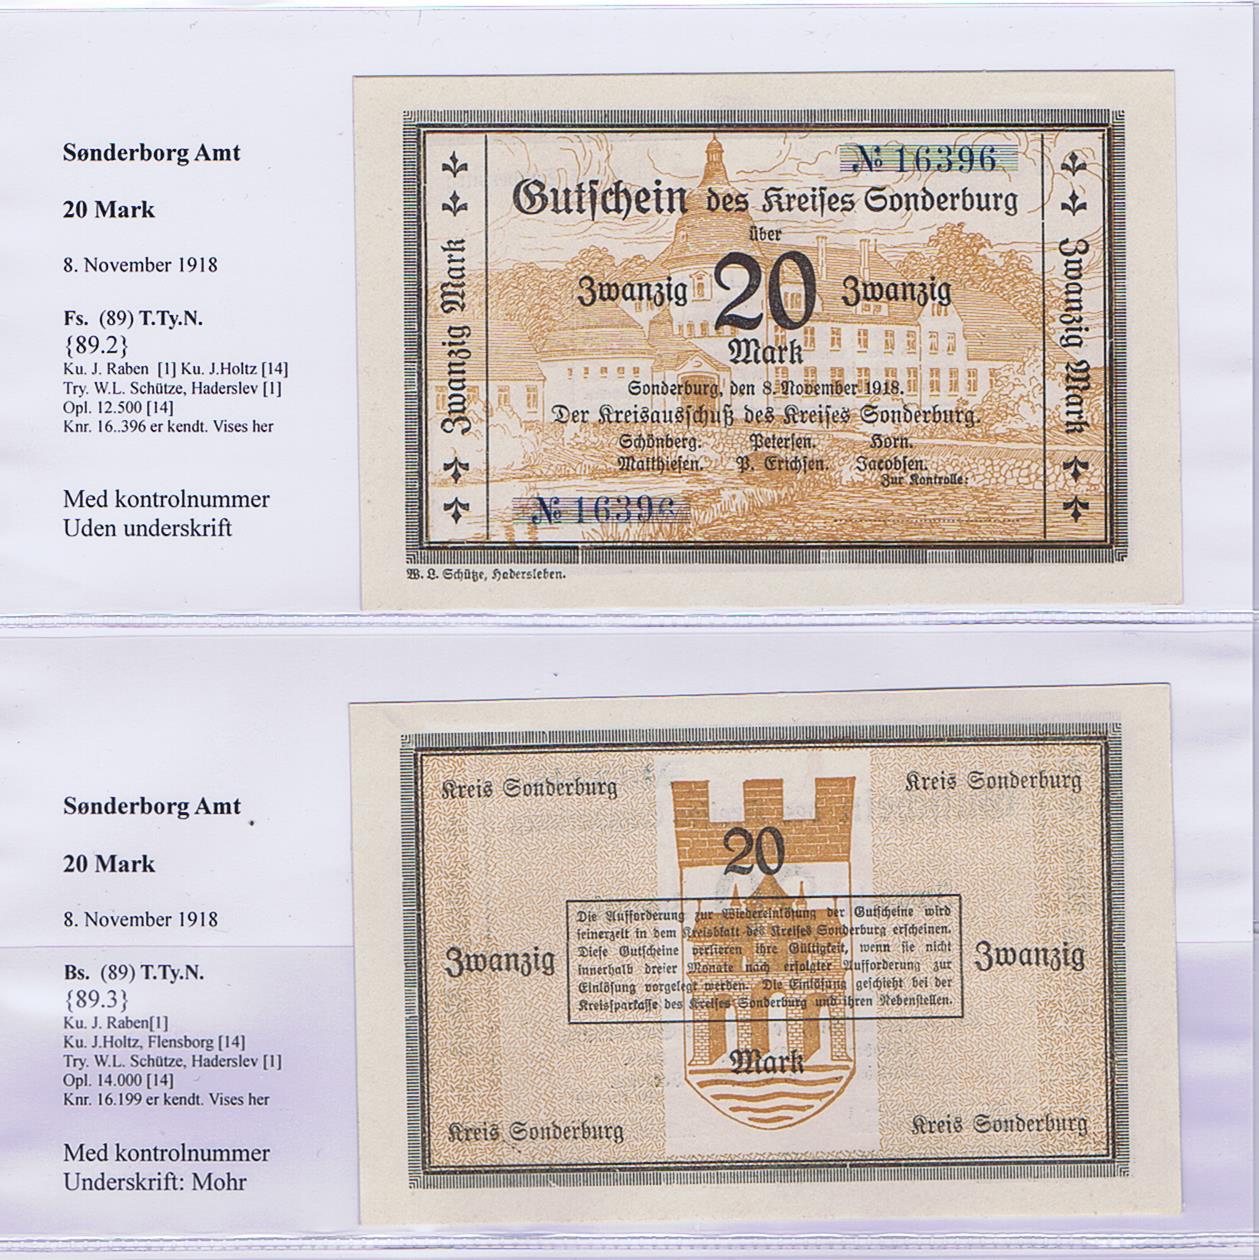 Sønderborg Amt
20 Mark
8. November 1918
Fs. (89) T.Ty.N.
{89.2}
Ku. J. Raben [1] Ku. J.Holtz [14]
Try. W.L. Schütze, Haderslev [1]
Opl. 12.500 [14]
Knr. 16..396 er kendt. Vises her
Med kontrolnummer
Uden underskrift
№ 16396
Gutschein des Kreises Sonderburg
über
Zwanzig 20 Zwanzig
Mark
Sonderburg, den 8. November 1918.
Der Kreisausschuß des Kreises Sonderburg.
Schönberg. Petersen. Horn.
Matthiesen. P. Erichsen. Jacobsen.
Zur Kontrolle:
№ 16396
Zwanzig Mark
Zwanzig Mark
W. L. Schütze, Hadersleben.
Sønderborg Amt
20 Mark
8. November 1918
Bs. (89) T.Ty.N.
{89.3}
Ku. J. Raben[1]
Ku. J.Holtz, Flensborg [14]
Try. W.L. Schütze, Haderslev [1]
Opl. 14.000 [14]
Knr. 16.199 er kendt. Vises her
Med kontrolnummer
Underskrift: Mohr
Kreis Sonderburg Kreis Sonderburg
20
Die Aufforderung zur Wiedereinlösung der Gutscheine wird
seinerzeit in dem Kreisblatt des Kreises Sonderburg erscheinen.
Diese Gutscheine verlieren ihre Gültigkeit, wenn sie nicht
innerhalb dreier Monate nach erfolgter Aufforderung zur
Einlösung vorgelegt werden. Die Einlösung geschieht bei der
Kreissparkasse des Kreises Sonderburg und ihren Nebenstellen.
Zwanzig Zwanzig
Mark
Kreis Sonderburg Kreis Sonderburg